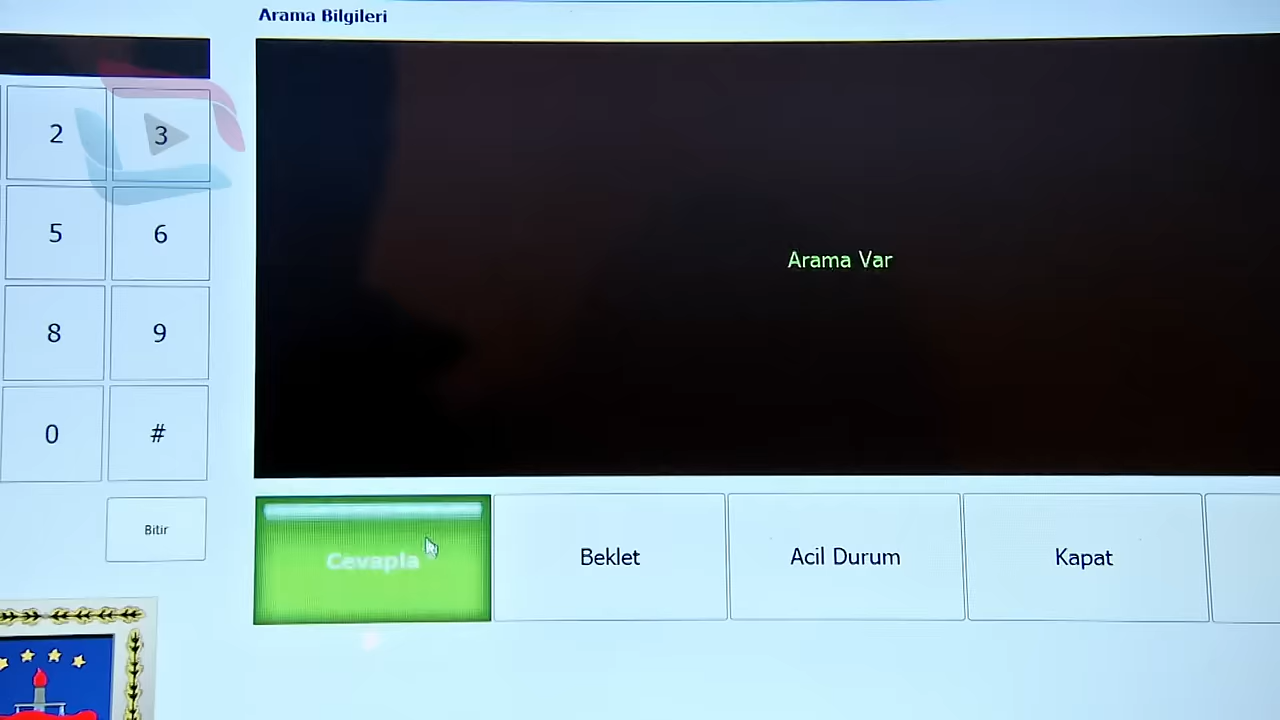 Arama Bilgileri
2
3
5
6
8
9
0
#
Arama Var
Bitir
Cevapla
Beklet
Acil Durum
Kapat